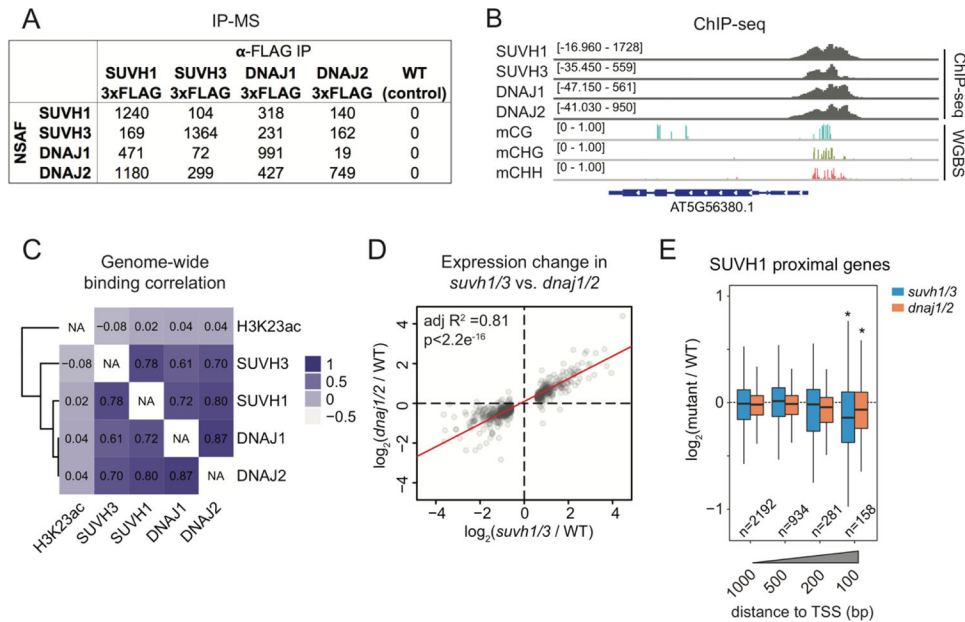 A
IP-MS
α-FLAG IP
SUVH1 SUVH3 DNAJ1 DNAJ2 WT
3xFLAG 3xFLAG 3xFLAG 3xFLAG (control)
NSAF
SUVH1 1240 104 318 140 0
SUVH3 169 1364 231 162 0
DNAJ1 471 72 991 19 0
DNAJ2 1180 299 427 749 0
B
ChIP-seq
SUVH1 [-16.960 - 1728]
SUVH3 [-35.450 - 559]
DNAJ1 [-47.150 - 561]
DNAJ2 [-41.030 - 950]
mCG [0 - 1.00]
mCHG [0 - 1.00]
mCHH [0 - 1.00]
ChIP-seq
WGBS
AT5G56380.1
C
Genome-wide
binding correlation
NA −0.08 0.02 0.04 0.04 H3K23ac
−0.08 NA 0.78 0.61 0.70 SUVH3
0.02 0.78 NA 0.72 0.80 SUVH1
0.04 0.61 0.72 NA 0.87 DNAJ1
0.04 0.70 0.80 0.87 NA DNAJ2
H3K23ac SUVH3 SUVH1 DNAJ1 DNAJ2
1
0.5
0
−0.5
D
Expression change in
suvh1/3 vs. dnaj1/2
adj R² =0.81
p<2.2e⁻¹⁶
log₂(dnaj1/2 / WT)
4
2
0
−2
−4
−4 −2 0 2 4
log₂(suvh1/3 / WT)
E
SUVH1 proximal genes
suvh1/3
dnaj1/2
log₂(mutant / WT)
1
0
−1
* *
n=2192 n=934 n=281 n=158
1000 500 200 100
distance to TSS (bp)